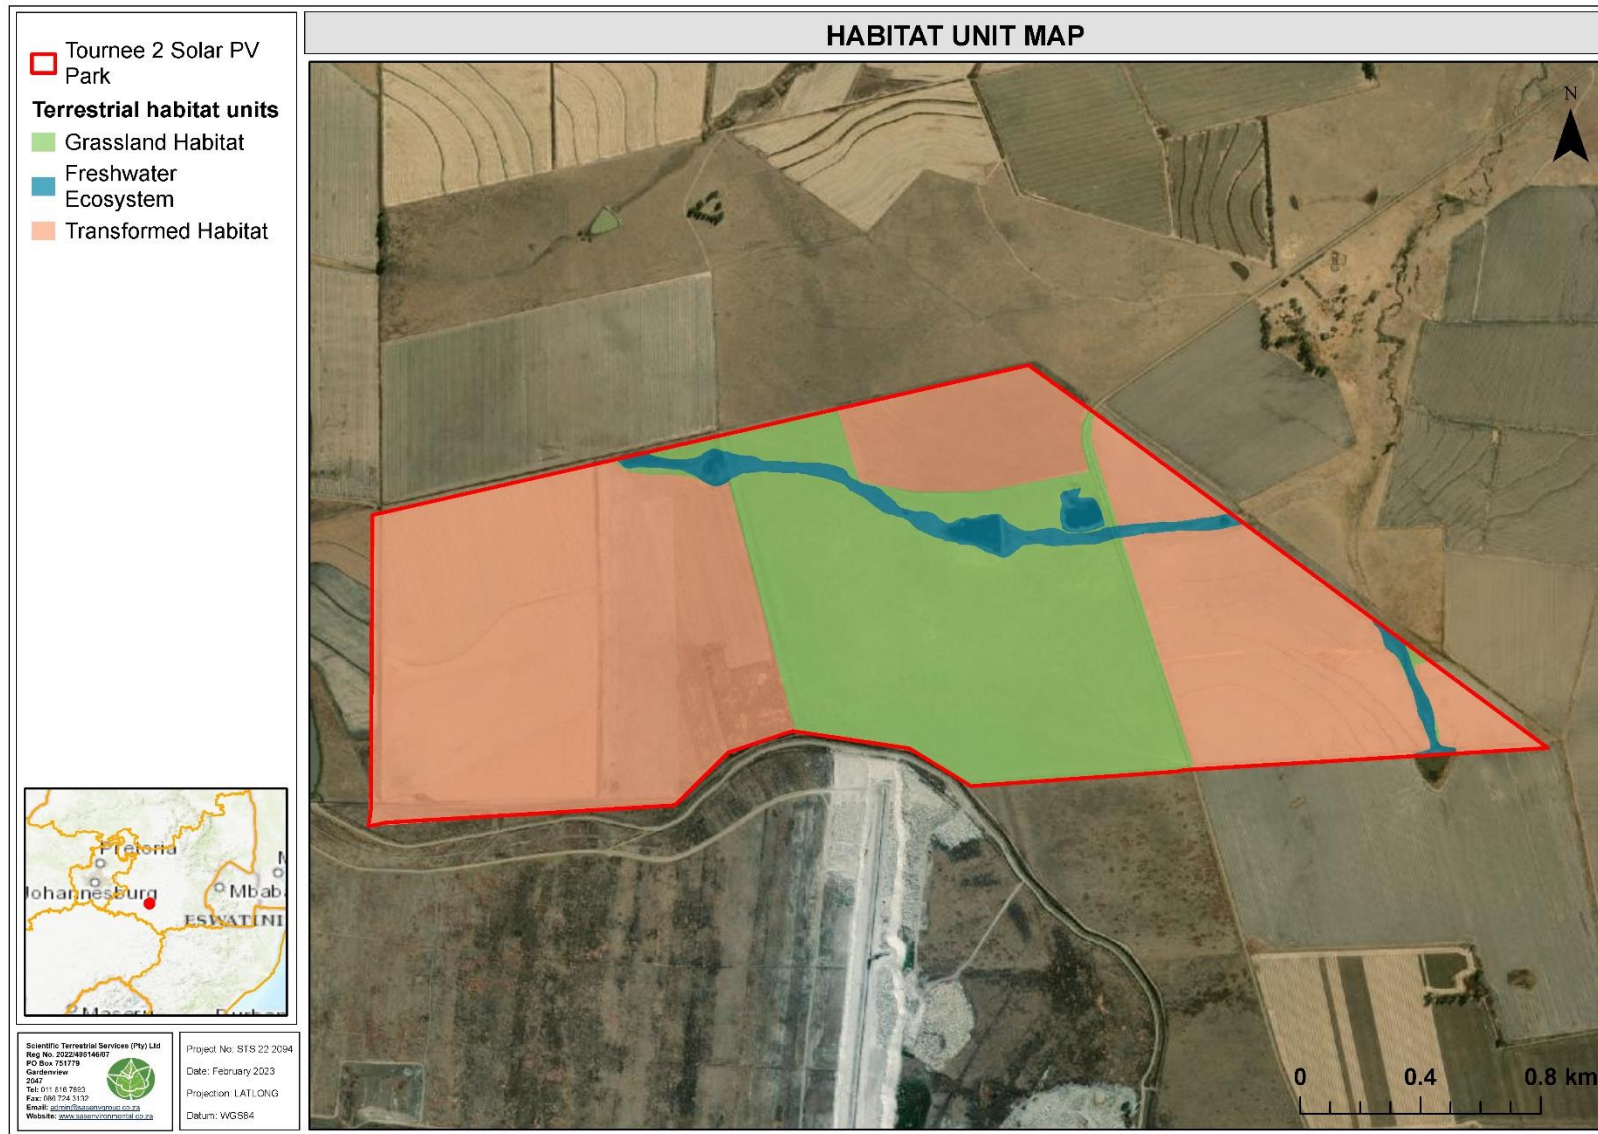 HABITAT UNIT MAP
Tournee 2 Solar PV
Park
Terrestrial habitat units
Grassland Habitat
Freshwater
Ecosystem
Transformed Habitat
N
Pretoria
Johannesburg
Mbab
ESWATINI
Maseru
Scientific Terrestrial Services (Pty) Ltd
PO Box 751779
Gardenview
2047
Project No: STS 22 2094
Date: February 2023
Projection: LATLONG
Datum: WGS84
0 0.4 0.8 km